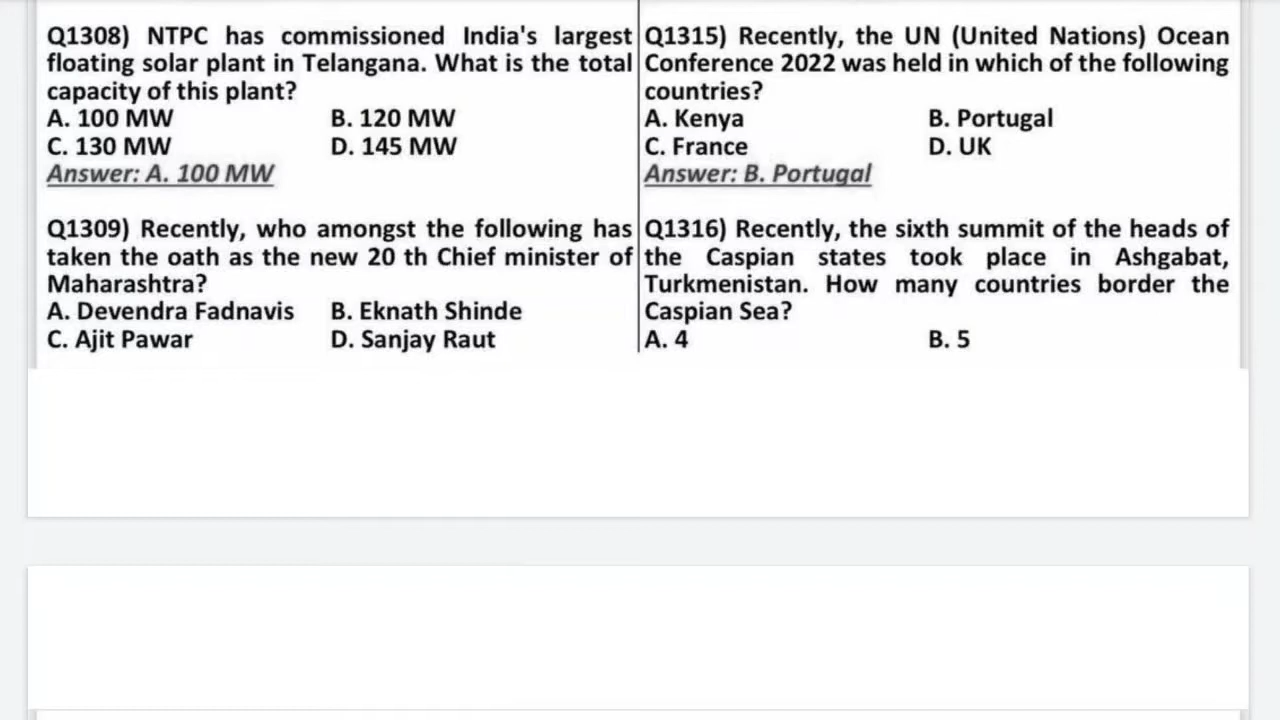 Q1308) NTPC has commissioned India's largest
floating solar plant in Telangana. What is the total
capacity of this plant?
A. 100 MW B. 120 MW
C. 130 MW D. 145 MW
Answer: A. 100 MW
Q1309) Recently, who amongst the following has
taken the oath as the new 20 th Chief minister of
Maharashtra?
A. Devendra Fadnavis B. Eknath Shinde
C. Ajit Pawar D. Sanjay Raut
Q1315) Recently, the UN (United Nations) Ocean
Conference 2022 was held in which of the following
countries?
A. Kenya B. Portugal
C. France D. UK
Answer: B. Portugal
Q1316) Recently, the sixth summit of the heads of
the Caspian states took place in Ashgabat,
Turkmenistan. How many countries border the
Caspian Sea?
A. 4 B. 5